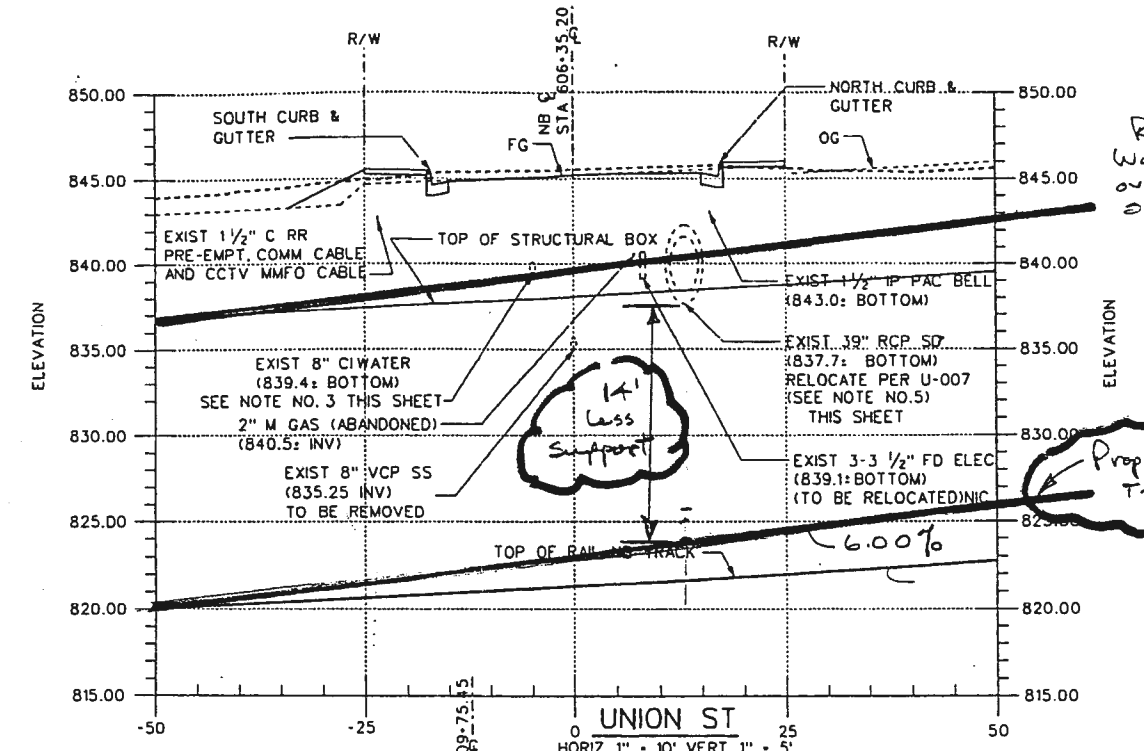 R/W
NB ℄
STA 606+35.20
℄
R/W
850.00
850.00
SOUTH CURB &
GUTTER
FG
NORTH CURB &
GUTTER
OG
845.00
845.00
EXIST 1 ½" C RR
PRE-EMPT, COMM CABLE
AND CCTV MMFO CABLE
TOP OF STRUCTURAL BOX
840.00
840.00
EXIST 1 ½" IP PAC BELL
(843.0± BOTTOM)
ELEVATION
ELEVATION
835.00
835.00
EXIST 8" CI WATER
(839.4± BOTTOM)
SEE NOTE NO. 3 THIS SHEET
EXIST 39" RCP SD
(837.7± BOTTOM)
RELOCATE PER U-007
(SEE NOTE NO.5)
THIS SHEET
14'
less
support
2" M GAS (ABANDONED)
(840.5± INV)
830.00
830.00
EXIST 8" VCP SS
(835.25 INV)
TO BE REMOVED
EXIST 3-3 ½" FD ELEC
(839.1± BOTTOM)
(TO BE RELOCATED) NIC
Prop
825.00
825.00
TOP OF RAIL NB TRACK
6.00%
820.00
820.00
815.00
815.00
-50
-25
09+75.45
0
25
50
UNION ST
HORIZ 1" = 10' VERT 1" = 5'